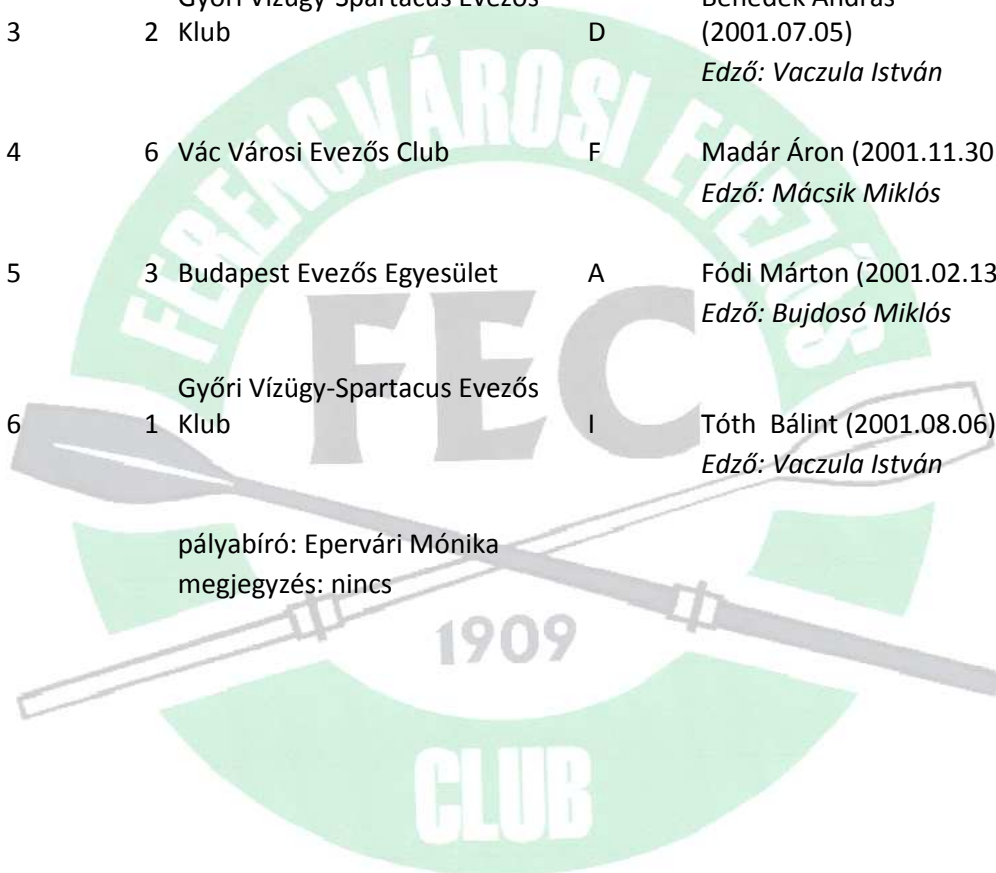 Győri Vízügy-Spartacus Evezős Benedek András
3 2 Klub D (2001.07.05)
Edző: Vaczula István
4 6 Vác Városi Evezős Club F Madár Áron (2001.11.30
Edző: Mácsik Miklós
5 3 Budapest Evezős Egyesület A Fódi Márton (2001.02.13
Edző: Bujdosó Miklós
Győri Vízügy-Spartacus Evezős
6 1 Klub I Tóth Bálint (2001.08.06)
Edző: Vaczula István
pályabíró: Epervári Mónika
megjegyzés: nincs
FERENCVÁROSI EVEZŐS
FEC
1909
CLUB